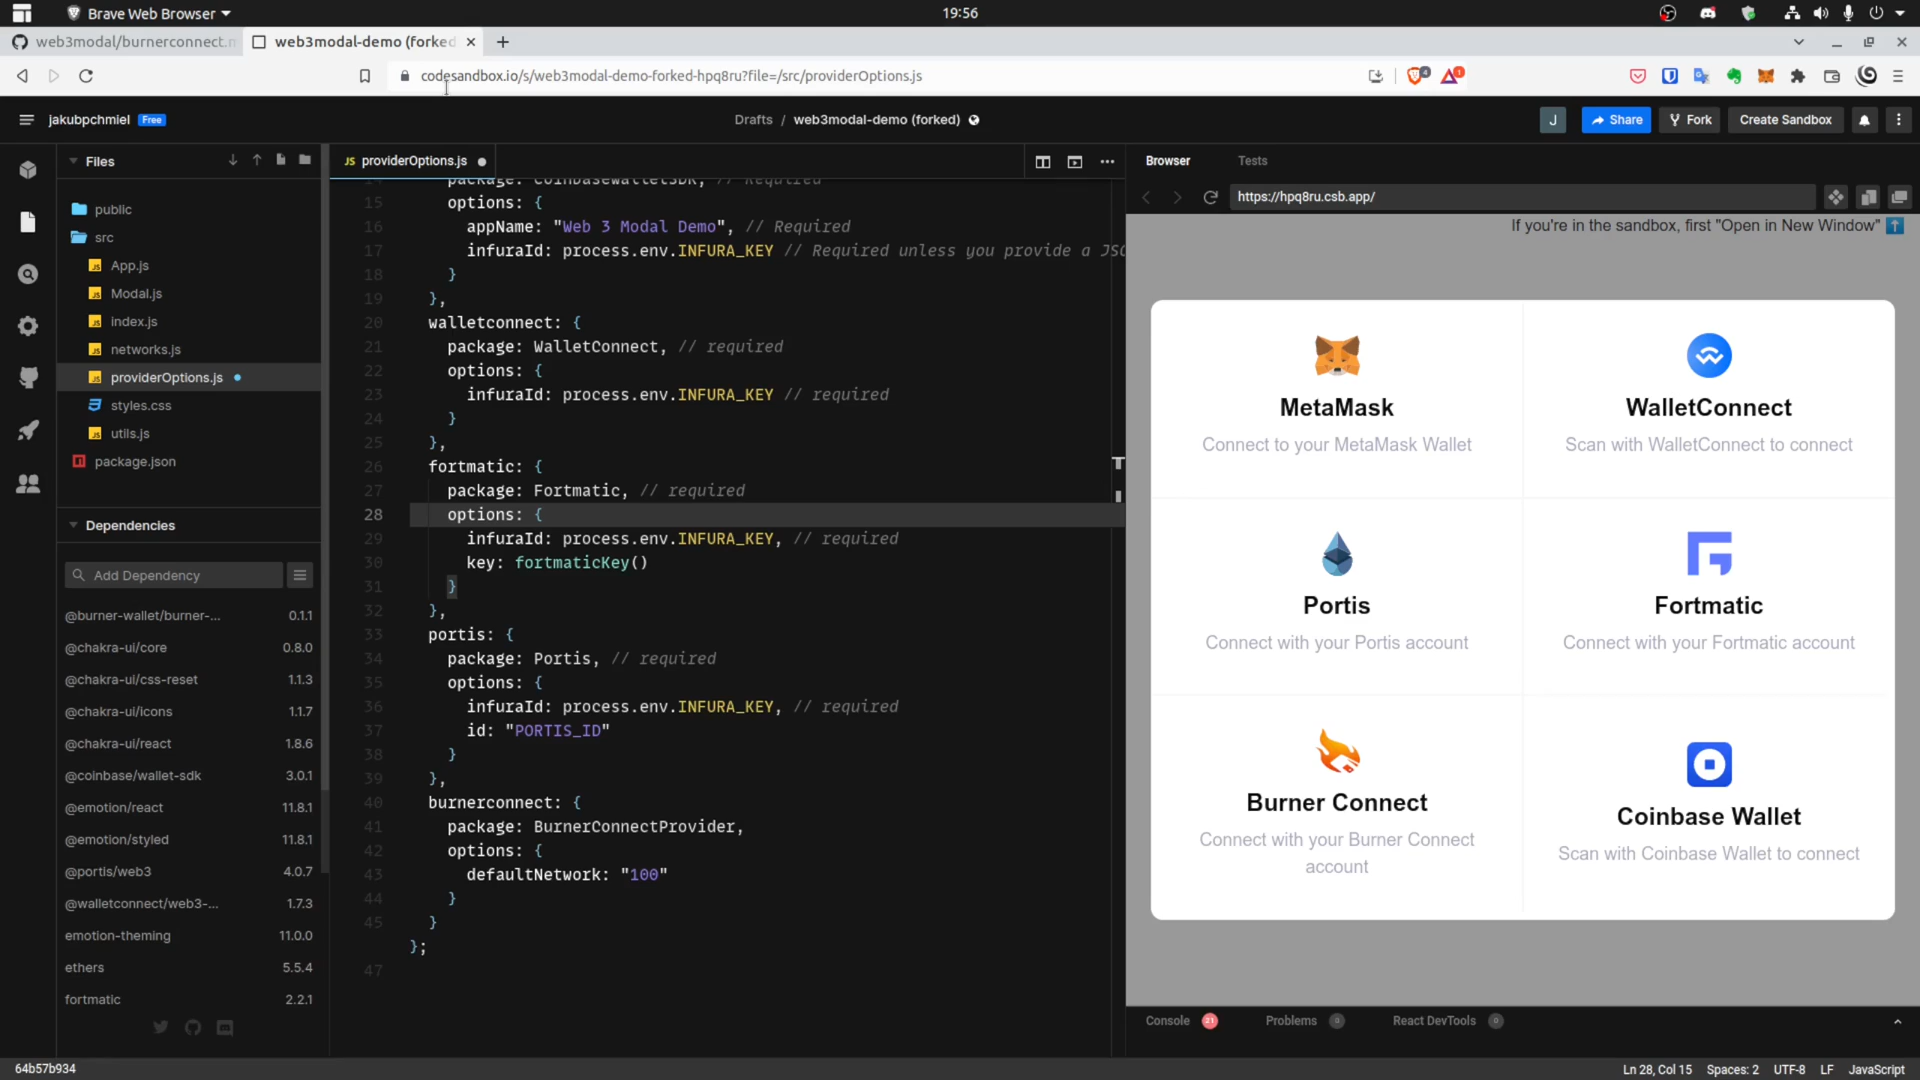 Brave Web Browser
19:56
web3modal/burnerconnect.m
web3modal-demo (forked
codesandbox.io/s/web3modal-demo-forked-hpq8ru?file=/src/providerOptions.js
4
1
jakubpchmiel Free
Drafts / web3modal-demo (forked)
J
Share
Fork
Create Sandbox
Files
public
src
App.js
Modal.js
index.js
networks.js
providerOptions.js
styles.css
utils.js
package.json
Dependencies
Add Dependency
@burner-wallet/burner-... 0.1.1
@chakra-ui/core 0.8.0
@chakra-ui/css-reset 1.1.3
@chakra-ui/icons 1.1.7
@chakra-ui/react 1.8.6
@coinbase/wallet-sdk 3.0.1
@emotion/react 11.8.1
@emotion/styled 11.8.1
@portis/web3 4.0.7
@walletconnect/web3-... 1.7.3
emotion-theming 11.0.0
ethers 5.5.4
fortmatic 2.2.1
JS providerOptions.js
14 package: CoinbaseWalletSDK, // Required
15 options: {
16 appName: "Web 3 Modal Demo", // Required
17 infuraId: process.env.INFURA_KEY // Required unless you provide a JSO
18 }
19 },
20 walletconnect: {
21 package: WalletConnect, // required
22 options: {
23 infuraId: process.env.INFURA_KEY // required
24 }
25 },
26 fortmatic: {
27 package: Fortmatic, // required
28 options: {
29 infuraId: process.env.INFURA_KEY, // required
30 key: fortmaticKey()
31 }
32 },
33 portis: {
34 package: Portis, // required
35 options: {
36 infuraId: process.env.INFURA_KEY, // required
37 id: "PORTIS_ID"
38 }
39 },
40 burnerconnect: {
41 package: BurnerConnectProvider,
42 options: {
43 defaultNetwork: "100"
44 }
45 }
};
47
Browser
Tests
https://hpq8ru.csb.app/
If you're in the sandbox, first "Open in New Window"
MetaMask
Connect to your MetaMask Wallet
WalletConnect
Scan with WalletConnect to connect
Portis
Connect with your Portis account
Fortmatic
Connect with your Fortmatic account
Burner Connect
Connect with your Burner Connect
account
Coinbase Wallet
Scan with Coinbase Wallet to connect
Console 21
Problems 0
React DevTools 0
64b57b934
Ln 28, Col 15 Spaces: 2 UTF-8 LF JavaScript